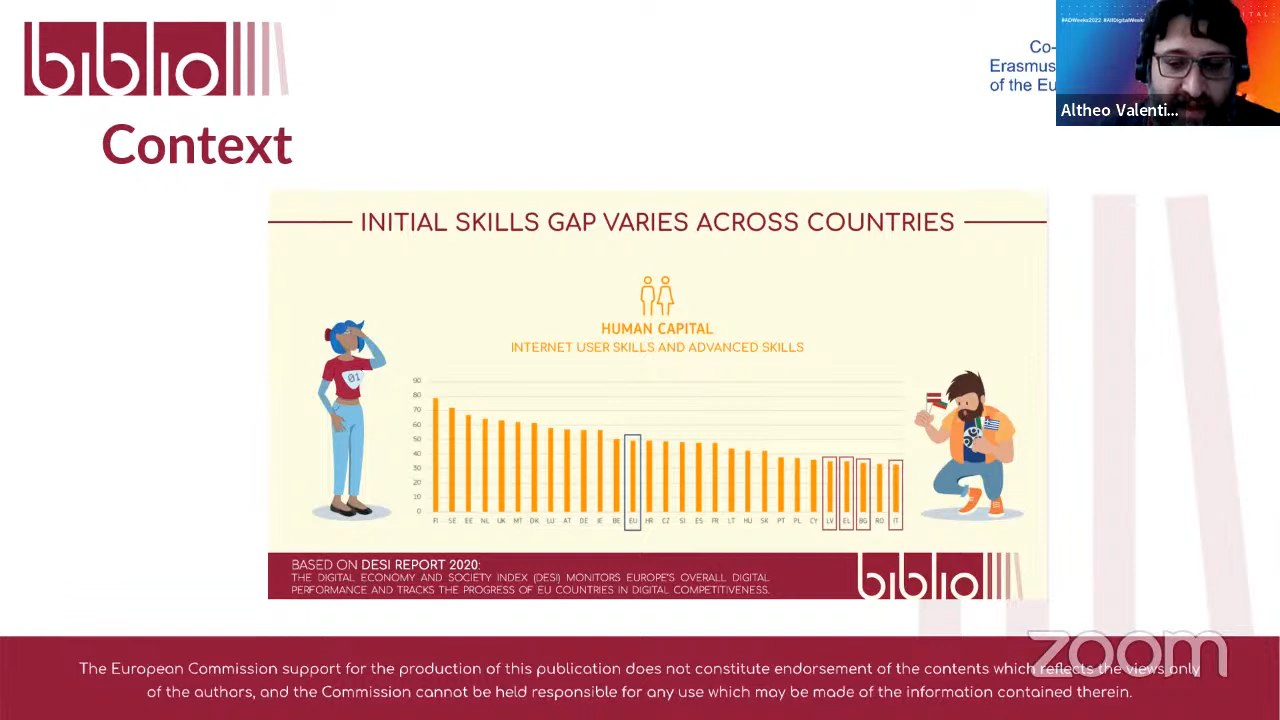 biblio
#ADWeeks2022 #AllDigitalWeeks
Co-
Erasmus
of the Eu
Altheo Valenti...
Context
INITIAL SKILLS GAP VARIES ACROSS COUNTRIES
HUMAN CAPITAL
INTERNET USER SKILLS AND ADVANCED SKILLS
01
90
80
70
60
50
40
30
20
10
0
FI SE EE NL UK MT DK LU AT DE IE BE EU HR CZ SI ES FR LT HU SK PT PL CY LV EL BG RO IT
BASED ON DESI REPORT 2020:
THE DIGITAL ECONOMY AND SOCIETY INDEX (DESI) MONITORS EUROPE'S OVERALL DIGITAL
PERFORMANCE AND TRACKS THE PROGRESS OF EU COUNTRIES IN DIGITAL COMPETITIVENESS.
biblio
zoom
The European Commission support for the production of this publication does not constitute endorsement of the contents which reflects the views only
of the authors, and the Commission cannot be held responsible for any use which may be made of the information contained therein.